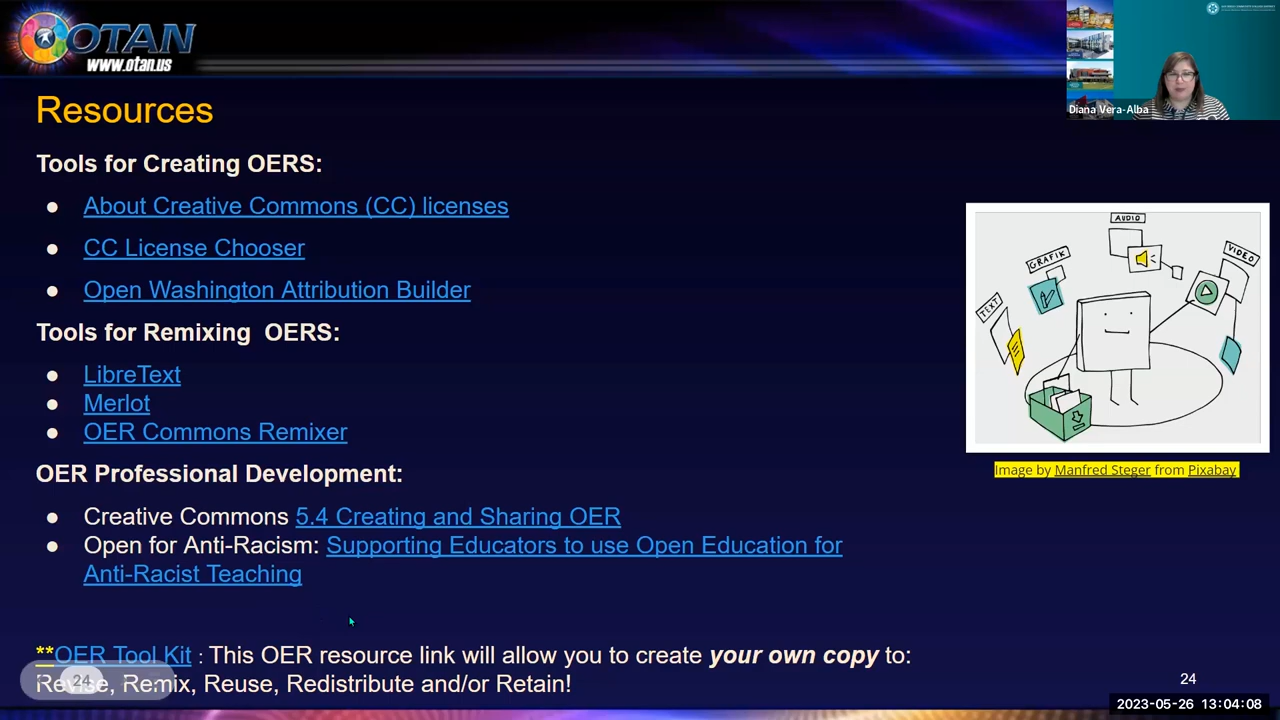 OTAN
www.otan.us
Diana Vera-Alba
Resources
Tools for Creating OERS:
● About Creative Commons (CC) licenses
● CC License Chooser
● Open Washington Attribution Builder
Tools for Remixing  OERS:
● LibreText
● Merlot
● OER Commons Remixer
OER Professional Development:
● Creative Commons 5.4 Creating and Sharing OER
● Open for Anti-Racism: Supporting Educators to use Open Education for
Anti-Racist Teaching
**OER Tool Kit : This OER resource link will allow you to create your own copy to:
Revise, Remix, Reuse, Redistribute and/or Retain!
24
AUDIO
GRAFIK
VIDEO
TEXT
Image by Manfred Steger from Pixabay
24
2023-05-26 13:04:08